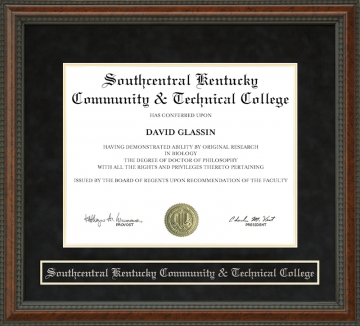 Southcentral Kentucky
Community & Technical College
HAS CONFERRED UPON
DAVID GLASSIN
HAVING DEMONSTRATED ABILITY BY ORIGINAL RESEARCH
IN BIOLOGY
THE DEGREE OF DOCTOR OF PHILOSOPY
WITH ALL THE RIGHTS AND PRIVILEGES THERETO PERTAINING
ISSUED BY THE BOARD OF REGENTS UPON RECOMMENDATION OF THE FACULTY
PROVOST
PRESIDENT
Southcentral Kentucky Community & Technical College